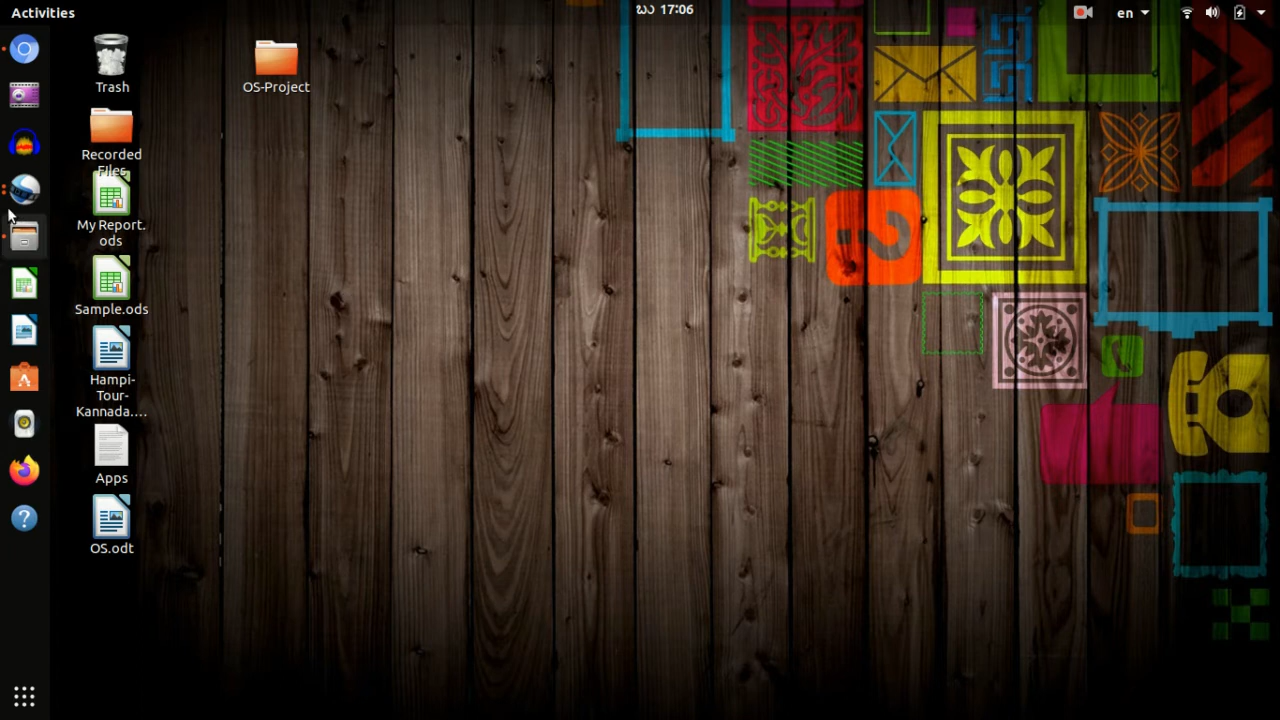 Activities
ಶುಕ್ರ 17:06
en
Trash
OS-Project
Recorded
Files
My Report.
ods
Sample.ods
Hampi-
Tour-
Kannada....
Apps
OS.odt